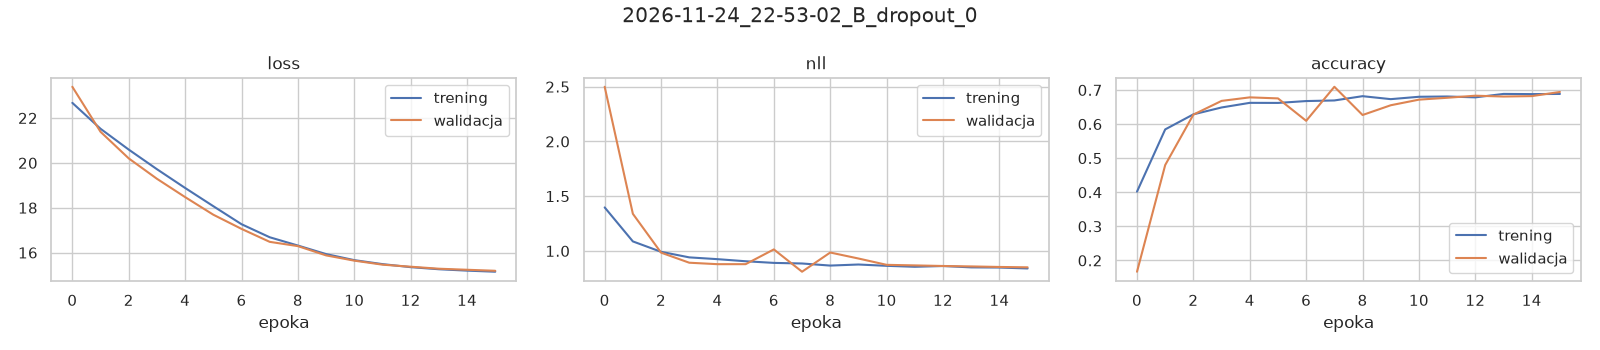 2026-11-24_22-53-02_B_dropout_0
loss
22
20
18
16
0 2 4 6 8 10 12 14
epoka
trening
walidacja
nll
2.5
2.0
1.5
1.0
0 2 4 6 8 10 12 14
epoka
trening
walidacja
accuracy
0.7
0.6
0.5
0.4
0.3
0.2
0 2 4 6 8 10 12 14
epoka
trening
walidacja